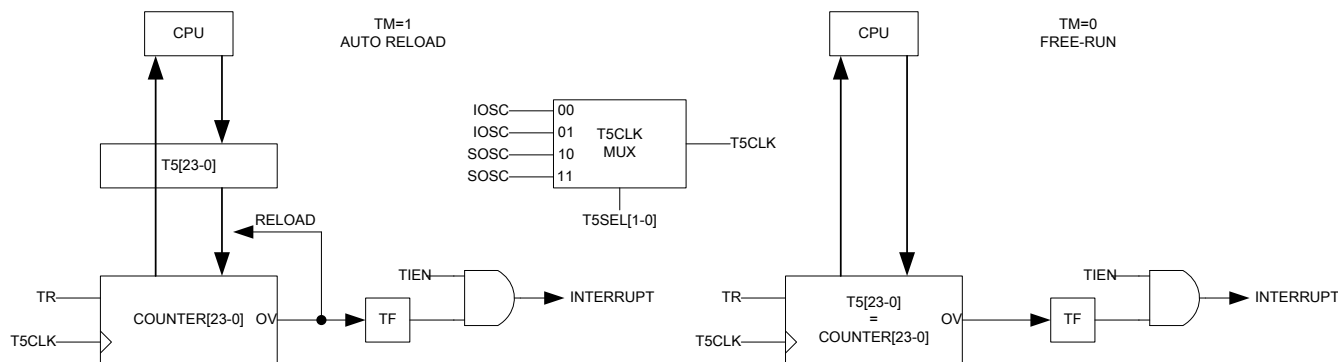 CPU
TM=1
AUTO RELOAD
T5[23-0]
RELOAD
TR
T5CLK
COUNTER[23-0]
OV
TF
TIEN
INTERRUPT
IOSC
00
IOSC
01
SOSC
10
SOSC
11
T5CLK
MUX
T5CLK
T5SEL[1-0]
CPU
TM=0
FREE-RUN
TR
T5CLK
T5[23-0]
=
COUNTER[23-0]
OV
TF
TIEN
INTERRUPT